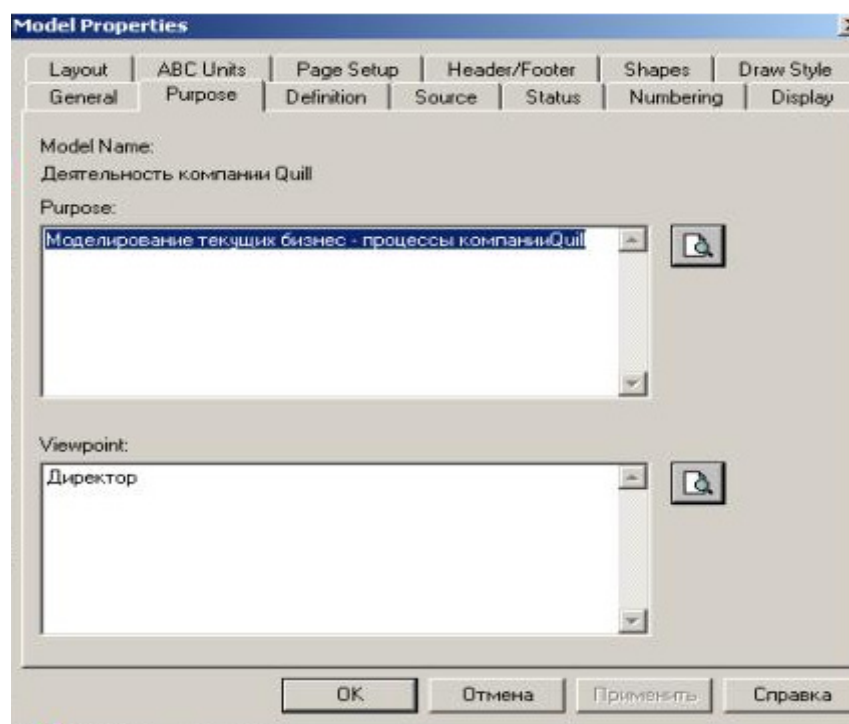 Model Properties
Layout ABC Units Page Setup Header/Footer Shapes Draw Style
General Purpose Definition Source Status Numbering Display
Model Name:
Деятельность компании Quill
Purpose:
Моделирование текущих бизнес - процессы компанииQuill
Viewpoint:
Директор
OK Отмена Применить Справка